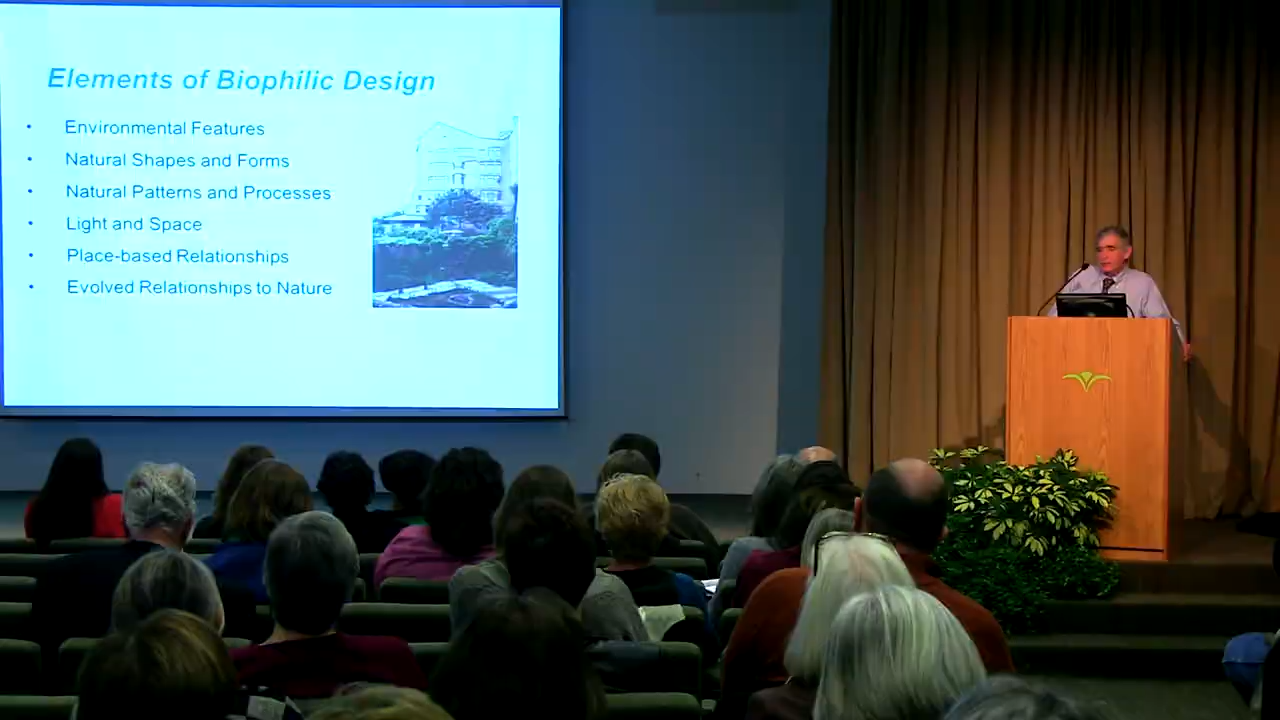 Elements of Biophilic Design
• Environmental Features
• Natural Shapes and Forms
• Natural Patterns and Processes
• Light and Space
• Place-based Relationships
• Evolved Relationships to Nature